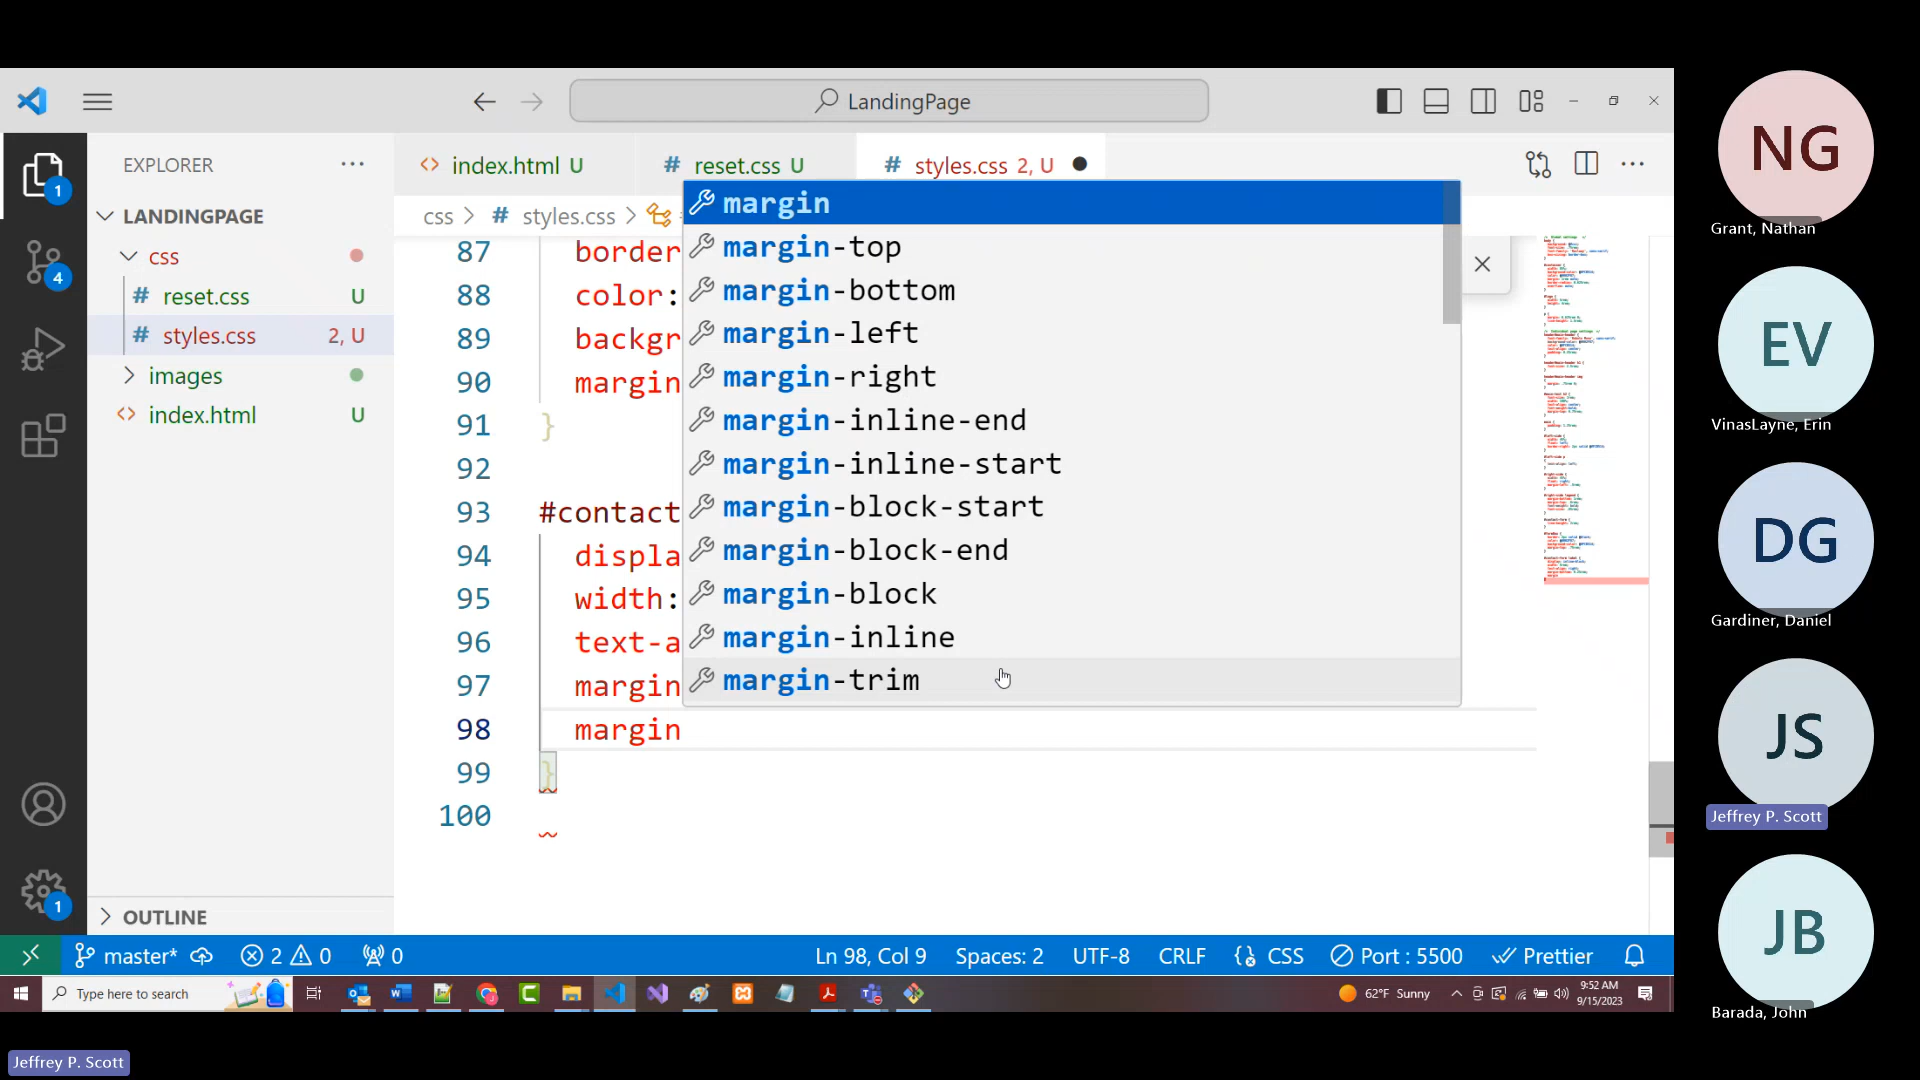 LandingPage
EXPLORER
LANDINGPAGE
css
reset.css U
styles.css 2, U
images
index.html U
OUTLINE
index.html U
reset.css U
styles.css 2, U
css > # styles.css >
87 border
88 color:
89 backgr
90 margin
91 }
92
93 #contact
94 displa
95 width:
96 text-a
97 margin
98 margin
99 }
100
margin
margin-top
margin-bottom
margin-left
margin-right
margin-inline-end
margin-inline-start
margin-block-start
margin-block-end
margin-block
margin-inline
margin-trim
1
4
1
master*
2 0
0
Ln 98, Col 9
Spaces: 2
UTF-8
CRLF
CSS
Port : 5500
Prettier
Type here to search
62°F Sunny
9:52 AM
9/15/2023
NG
Grant, Nathan
EV
VinasLayne, Erin
DG
Gardiner, Daniel
JS
Jeffrey P. Scott
JB
Barada, John
Jeffrey P. Scott